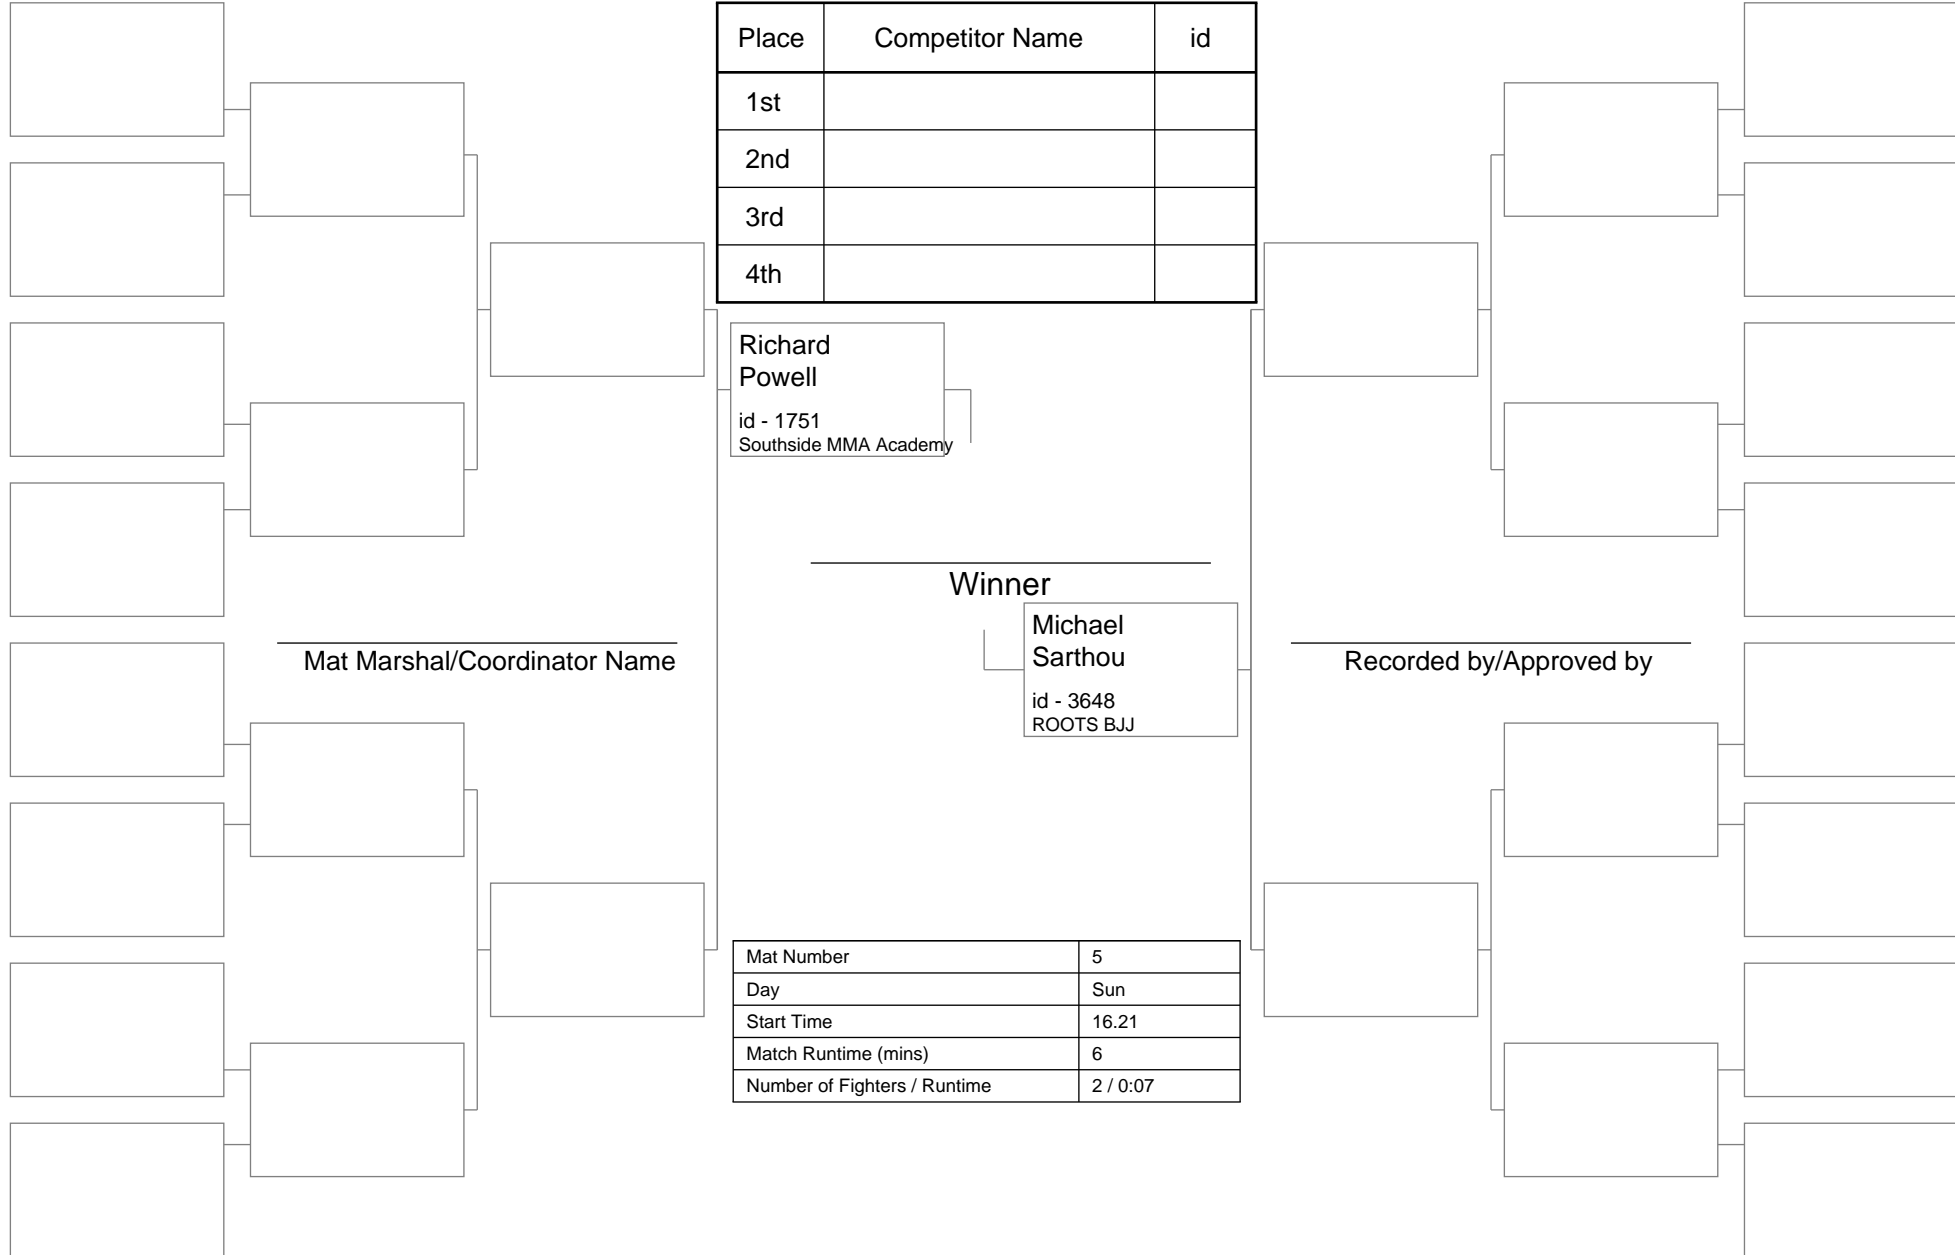 Place Competitor Name id
1st
2nd
3rd
4th
Richard
Powell
id - 1751
Southside MMA Academy
Winner
Michael
Sarthou
id - 3648
ROOTS BJJ
Mat Marshal/Coordinator Name
Recorded by/Approved by
Mat Number 5
Day Sun
Start Time 16.21
Match Runtime (mins) 6
Number of Fighters / Runtime 2 / 0:07